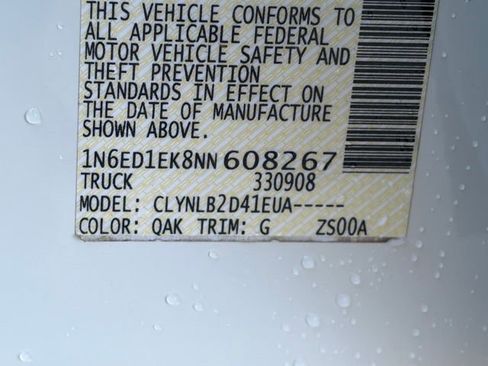 THIS VEHICLE CONFORMS TO
ALL APPLICABLE FEDERAL
MOTOR VEHICLE SAFETY AND
THEFT PREVENTION
STANDARDS IN EFFECT ON
THE DATE OF MANUFACTURE
SHOWN ABOVE.
1N6ED1EK8NN608267
TRUCK 330908
MODEL: CLYNLB2D41EUA-----
COLOR: QAK TRIM: G ZS00A